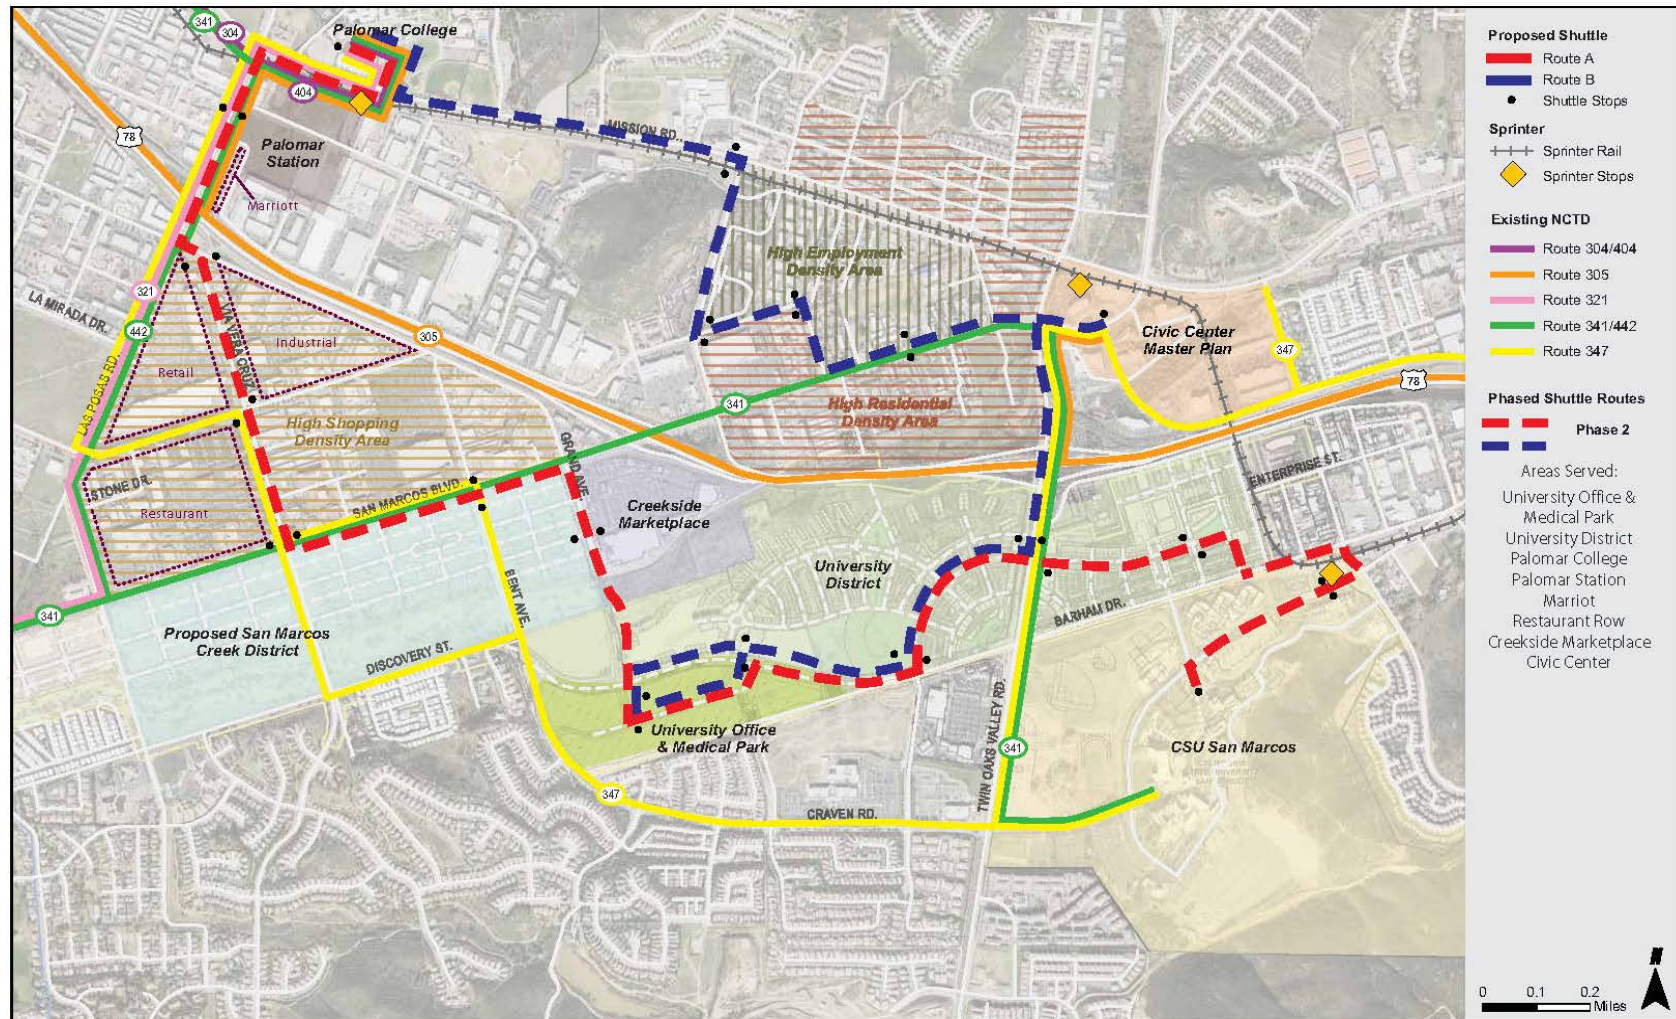 341
304
Palomar College
404
78
Palomar
Station
Marriott
MISSION RD.
321
LA MIRADA DR.
442
LAS POSAS RD.
VIA VERA CRUZ
Industrial
Retail
305
High Employment
Density Area
Civic Center
Master Plan
347
78
341
High Shopping
Density Area
High Residential
Density Area
GRAND AVE.
STONE DR.
SAN MARCOS BLVD.
Restaurant
Creekside
Marketplace
ENTERPRISE ST.
University
District
BENT AVE.
BARHAM DR.
341
Proposed San Marcos
Creek District
DISCOVERY ST.
University Office
& Medical Park
TWIN OAKS VALLEY RD.
341
CSU San Marcos
347
CRAVEN RD.
Proposed Shuttle
Route A
Route B
Shuttle Stops
Sprinter
Sprinter Rail
Sprinter Stops
Existing NCTD
Route 304/404
Route 305
Route 321
Route 341/442
Route 347
Phased Shuttle Routes
Phase 2
Areas Served:
University Office &
Medical Park
University District
Palomar College
Palomar Station
Marriot
Restaurant Row
Creekside Marketplace
Civic Center
N
0 0.1 0.2
Miles